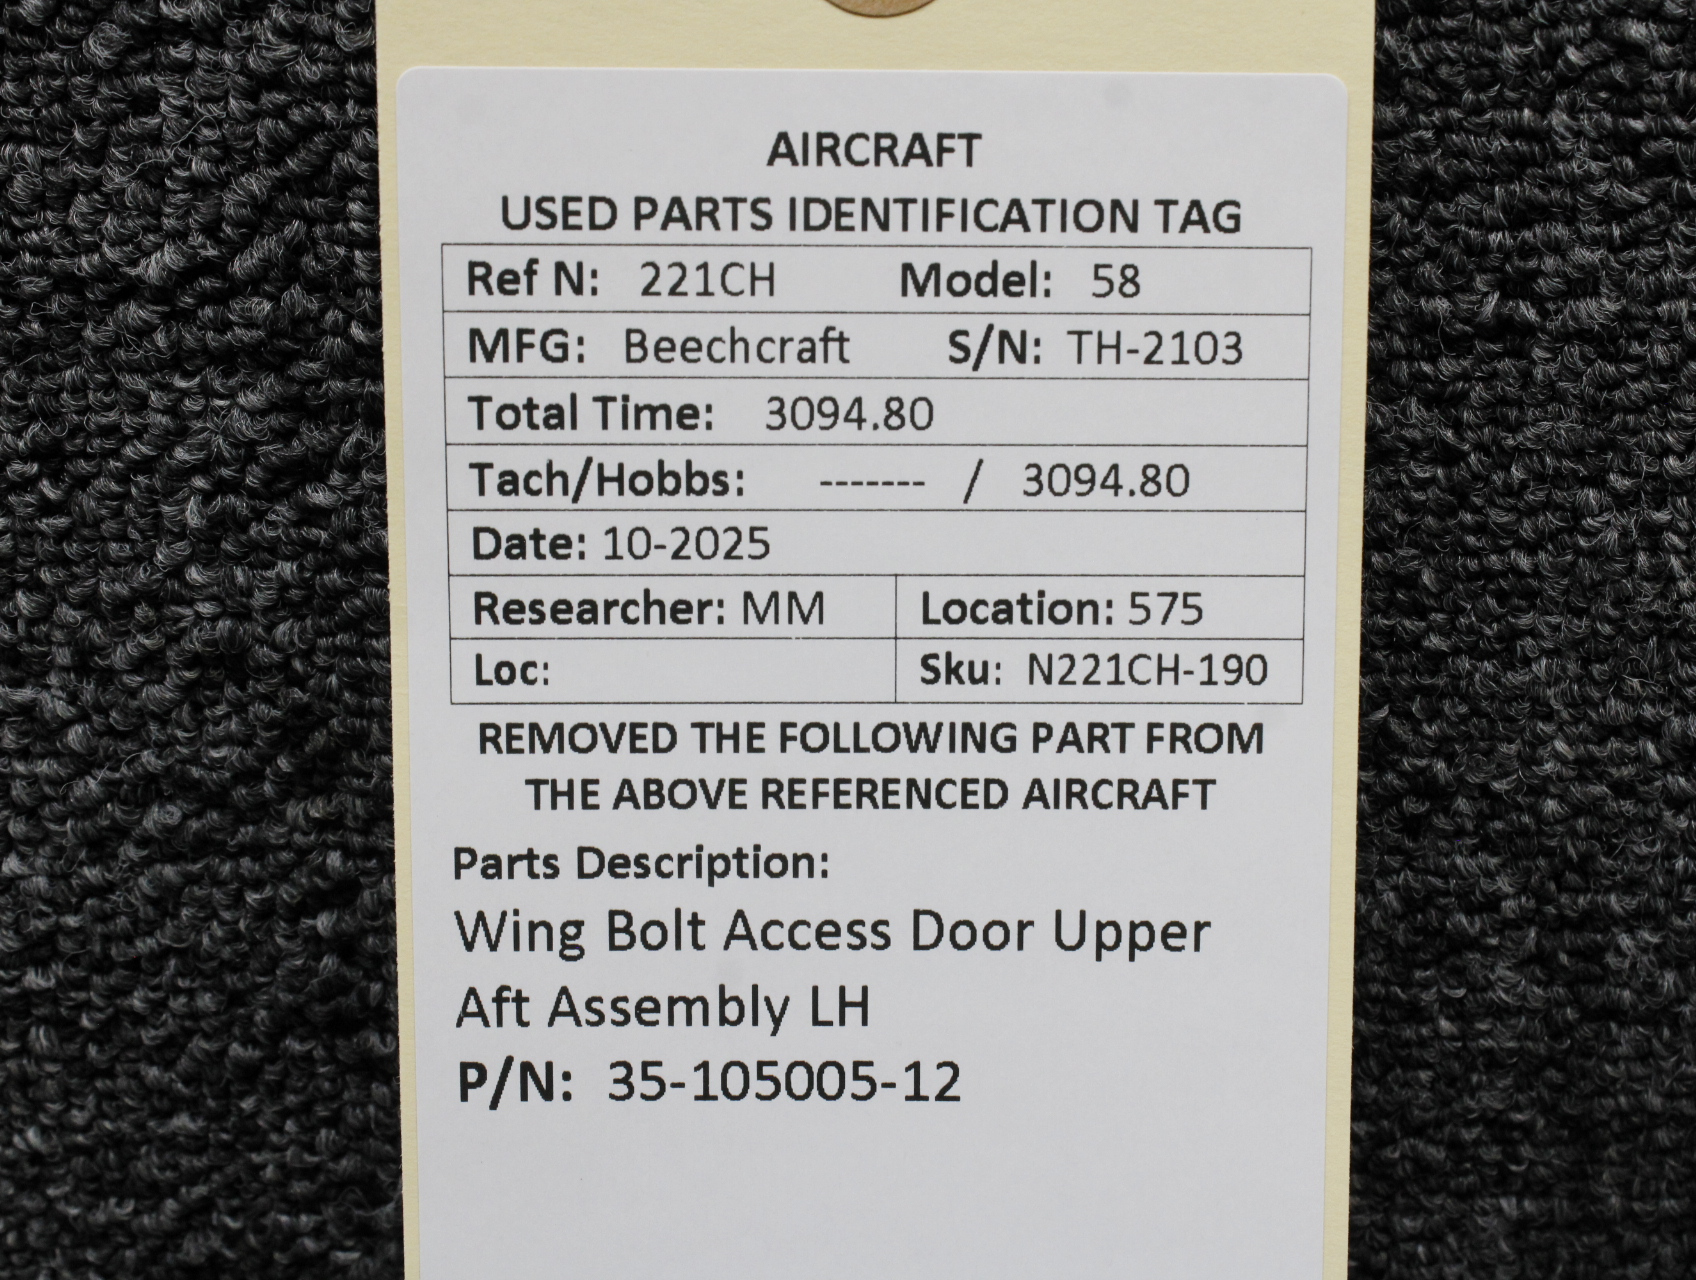 AIRCRAFT
USED PARTS IDENTIFICATION TAG
Ref N: 221CH Model: 58
MFG: Beechcraft S/N: TH-2103
Total Time: 3094.80
Tach/Hobbs: ------- / 3094.80
Date: 10-2025
Researcher: MM Location: 575
Loc: Sku: N221CH-190
REMOVED THE FOLLOWING PART FROM
THE ABOVE REFERENCED AIRCRAFT
Parts Description:
Wing Bolt Access Door Upper
Aft Assembly LH
P/N: 35-105005-12